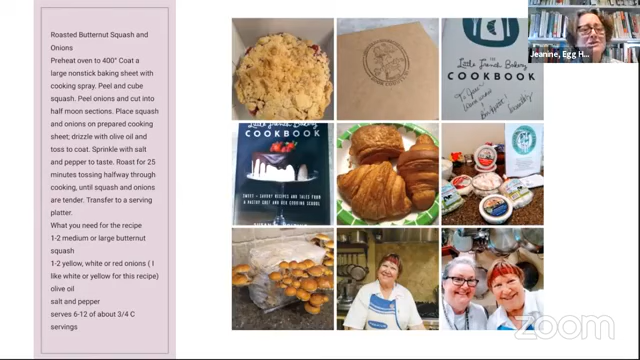 Roasted Butternut Squash and
Onions
Preheat oven to 400° Coat a
large nonstick baking sheet with
cooking spray. Peel and cube
squash. Peel onions and cut into
half moon sections. Place squash
and onions on prepared cooking
sheet; drizzle with olive oil and
toss to coat. Sprinkle with salt
and pepper to taste. Roast for 25
minutes tossing halfway through
cooking, until squash and onions
are tender. Transfer to a serving
platter.
What you need for the recipe
1-2 medium or large butternut
squash
1-2 yellow, white or red onions ( I
like white or yellow for this recipe)
olive oil
salt and pepper
serves 6-12 of about 3/4 C
servings
THE
Little French Bakery
COOKBOOK
Little French Bakery
COOKBOOK
SWEET & SAVORY RECIPES AND TALES FROM
A PASTRY CHEF AND HER COOKING SCHOOL
Jeanine, Egg H...
zoom